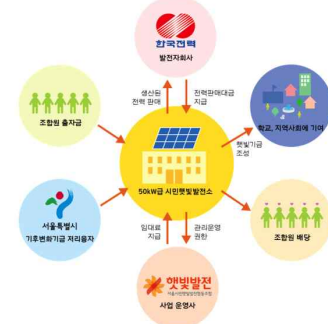 한국전력
발전자회사
생산된
전력 판매
전력판매대금
지급
조합원 출자금
학교, 지역사회에 기여
햇빛기금
조성
50kW급 시민햇빛발전소
서울특별시
기후변화기금 저리융자
임대료
지급
관리운영
권한
조합원 배당
햇빛발전
사업 운영사